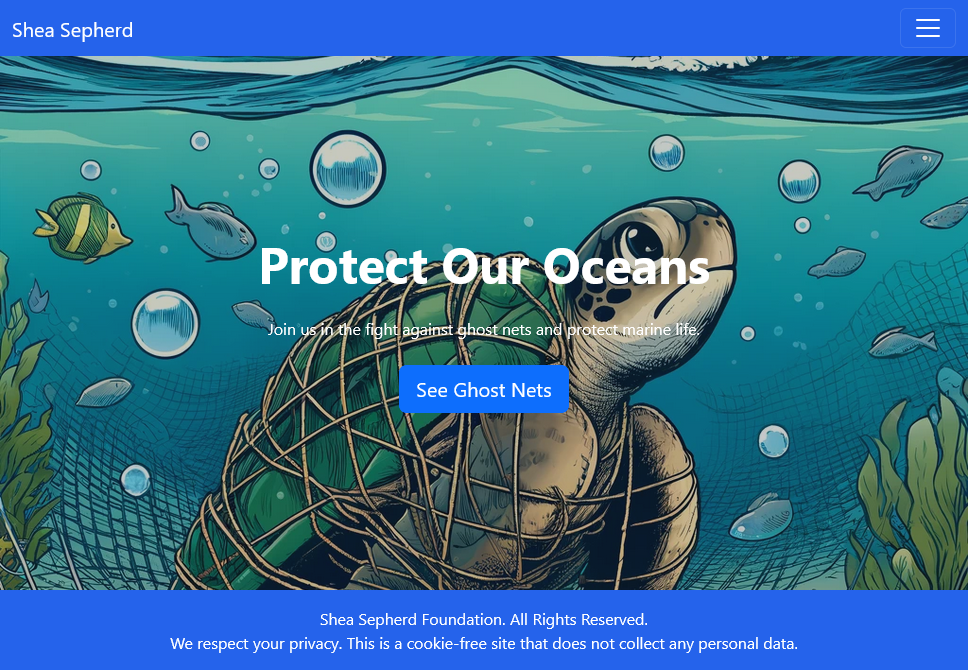 Shea Sepherd
Protect Our Oceans
Join us in the fight against ghost nets and protect marine life.
See Ghost Nets
Shea Sepherd Foundation. All Rights Reserved.
We respect your privacy. This is a cookie-free site that does not collect any personal data.